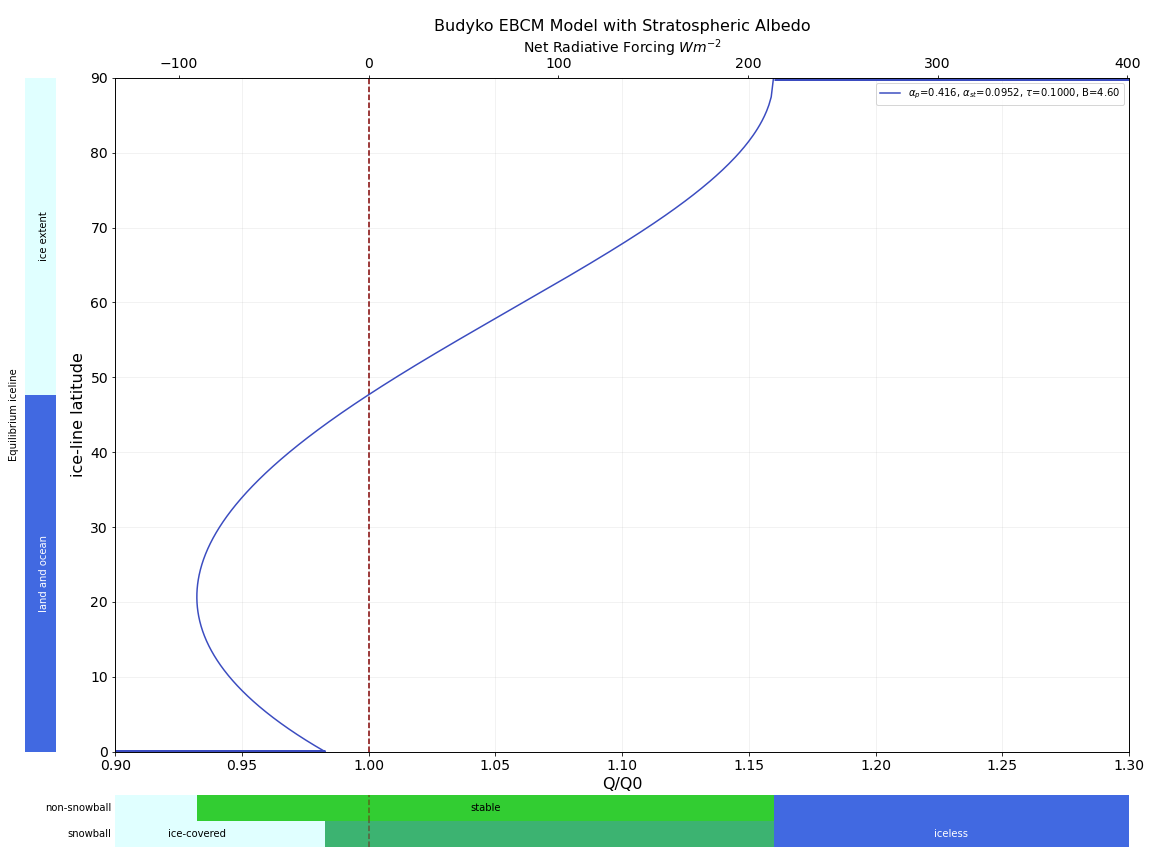 Budyko EBCM Model with Stratospheric Albedo
Net Radiative Forcing Wm⁻²
−100 0 100 200 300 400
α_p=0.416, α_st=0.0952, τ=0.1000, B=4.60
90
80
70
60
50
40
30
20
10
0
ice-line latitude
Equilibrium iceline
ice extent
land and ocean
0.90 0.95 1.00 1.05 1.10 1.15 1.20 1.25 1.30
Q/Q0
non-snowball stable
snowball ice-covered iceless